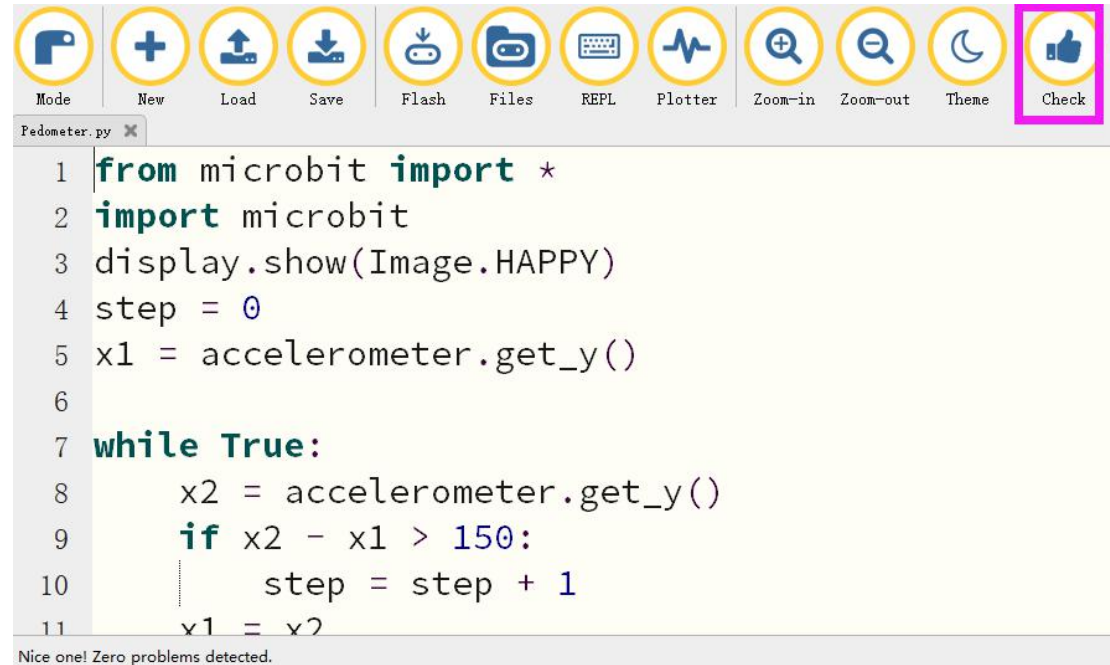 Mode New Load Save Flash Files REPL Plotter Zoom-in Zoom-out Theme Check
Pedometer.py
1 from microbit import *
2 import microbit
3 display.show(Image.HAPPY)
4 step = 0
5 x1 = accelerometer.get_y()
6
7 while True:
8     x2 = accelerometer.get_y()
9     if x2 - x1 > 150:
10         step = step + 1
11     x1 = x2
Nice one! Zero problems detected.